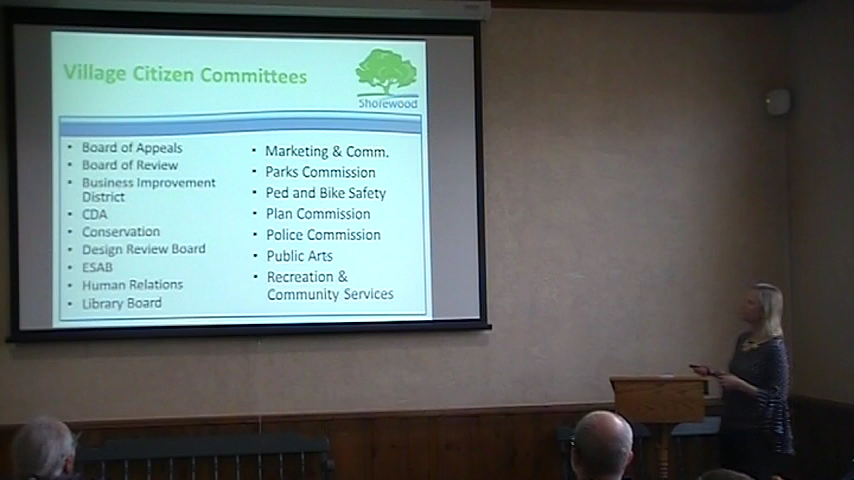 Village Citizen Committees
Shorewood
• Board of Appeals
• Board of Review
• Business Improvement
District
• CDA
• Conservation
• Design Review Board
• ESAB
• Human Relations
• Library Board
• Marketing & Comm.
• Parks Commission
• Ped and Bike Safety
• Plan Commission
• Police Commission
• Public Arts
• Recreation &
Community Services